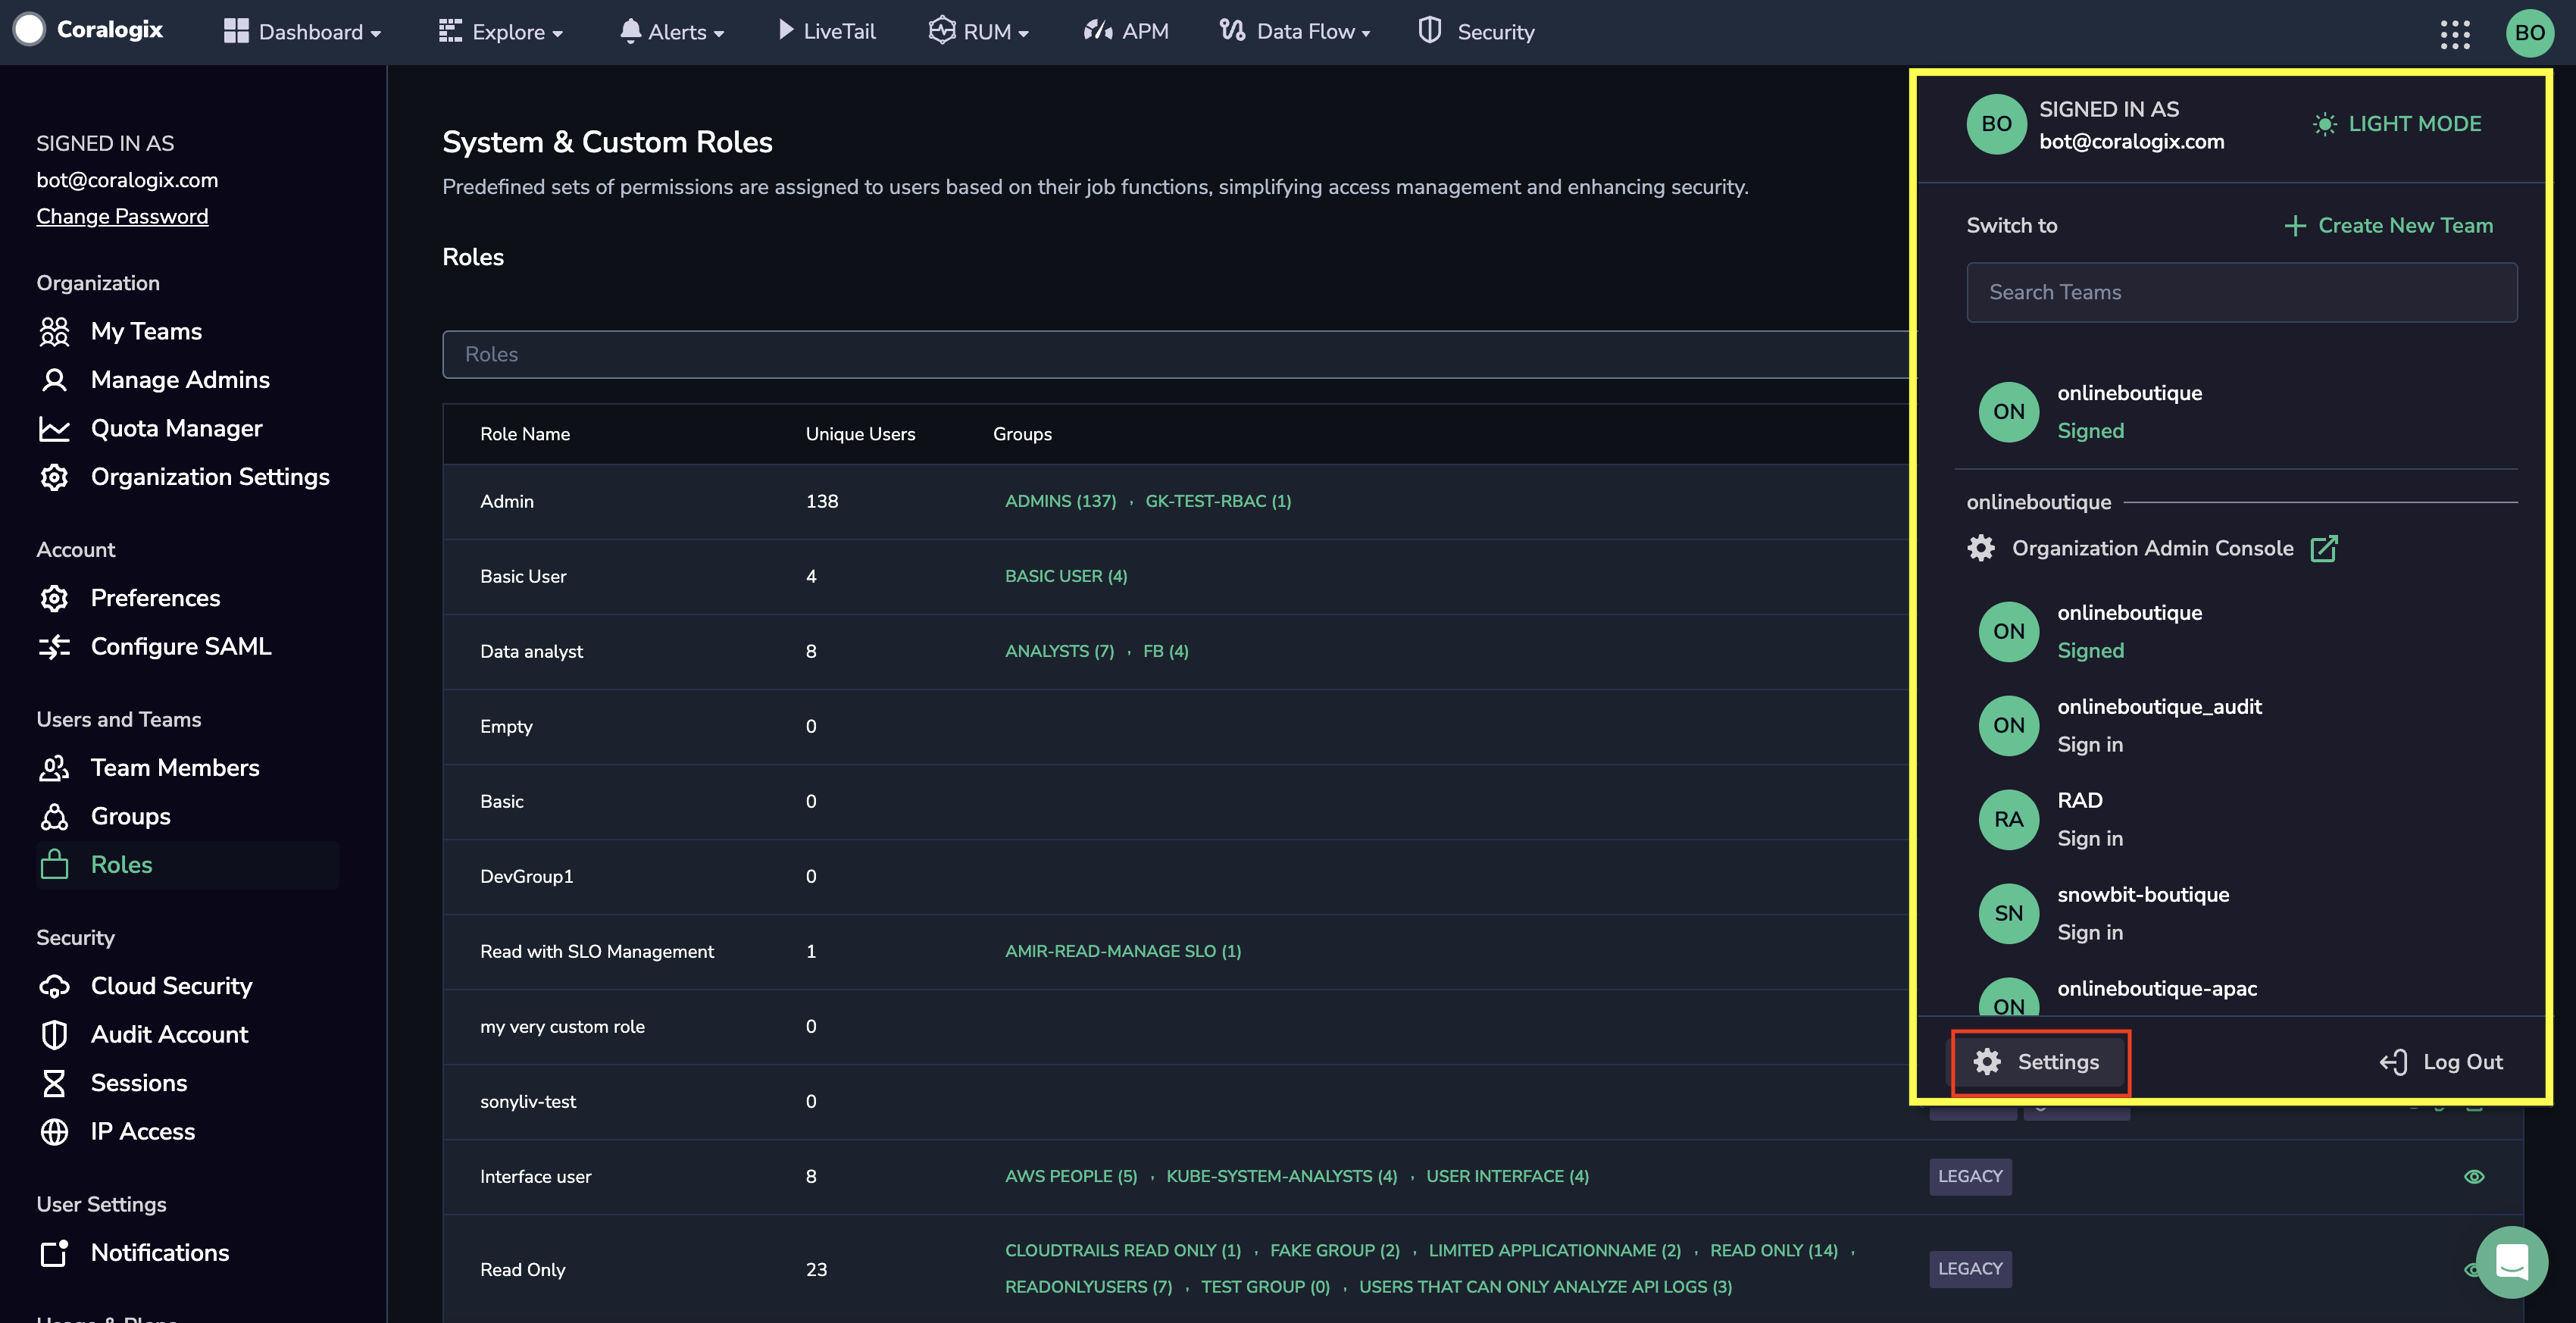 Coralogix
Dashboard
Explore
Alerts
LiveTail
RUM
APM
Data Flow
Security
BO
SIGNED IN AS
bot@coralogix.com
Change Password
Organization
My Teams
Manage Admins
Quota Manager
Organization Settings
Account
Preferences
Configure SAML
Users and Teams
Team Members
Groups
Roles
Security
Cloud Security
Audit Account
Sessions
IP Access
User Settings
Notifications
System & Custom Roles
Predefined sets of permissions are assigned to users based on their job functions, simplifying access management and enhancing security.
Roles
Roles
Role Name Unique Users Groups
Admin 138 ADMINS (137) , GK-TEST-RBAC (1)
Basic User 4 BASIC USER (4)
Data analyst 8 ANALYSTS (7) , FB (4)
Empty 0
Basic 0
DevGroup1 0
Read with SLO Management 1 AMIR-READ-MANAGE SLO (1)
my very custom role 0
sonyliv-test 0
Interface user 8 AWS PEOPLE (5) , KUBE-SYSTEM-ANALYSTS (4) , USER INTERFACE (4) LEGACY
Read Only 23 CLOUDTRAILS READ ONLY (1) , FAKE GROUP (2) , LIMITED APPLICATIONNAME (2) , READ ONLY (14) ,
READONLYUSERS (7) , TEST GROUP (0) , USERS THAT CAN ONLY ANALYZE API LOGS (3) LEGACY
BO
SIGNED IN AS
bot@coralogix.com
LIGHT MODE
Switch to
Create New Team
Search Teams
ON
onlineboutique
Signed
onlineboutique
Organization Admin Console
ON
onlineboutique
Signed
ON
onlineboutique_audit
Sign in
RA
RAD
Sign in
SN
snowbit-boutique
Sign in
ON
onlineboutique-apac
Settings
Log Out